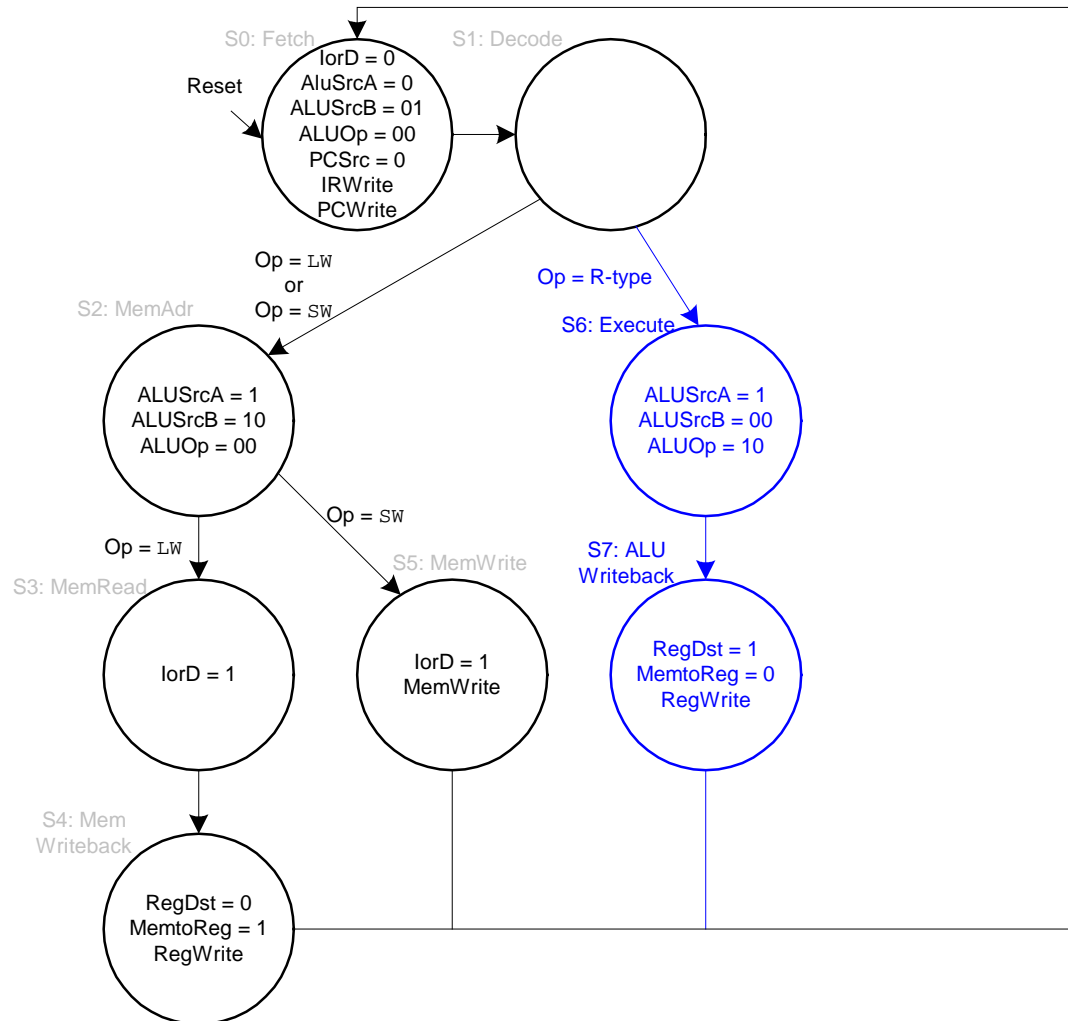 S0: Fetch
S1: Decode
Reset
IorD = 0
AluSrcA = 0
ALUSrcB = 01
ALUOp = 00
PCSrc = 0
IRWrite
PCWrite
Op = LW
or
Op = SW
Op = R-type
S2: MemAdr
S6: Execute
ALUSrcA = 1
ALUSrcB = 10
ALUOp = 00
ALUSrcA = 1
ALUSrcB = 00
ALUOp = 10
Op = LW
Op = SW
S3: MemRead
S5: MemWrite
S7: ALU
Writeback
IorD = 1
IorD = 1
MemWrite
RegDst = 1
MemtoReg = 0
RegWrite
S4: Mem
Writeback
RegDst = 0
MemtoReg = 1
RegWrite